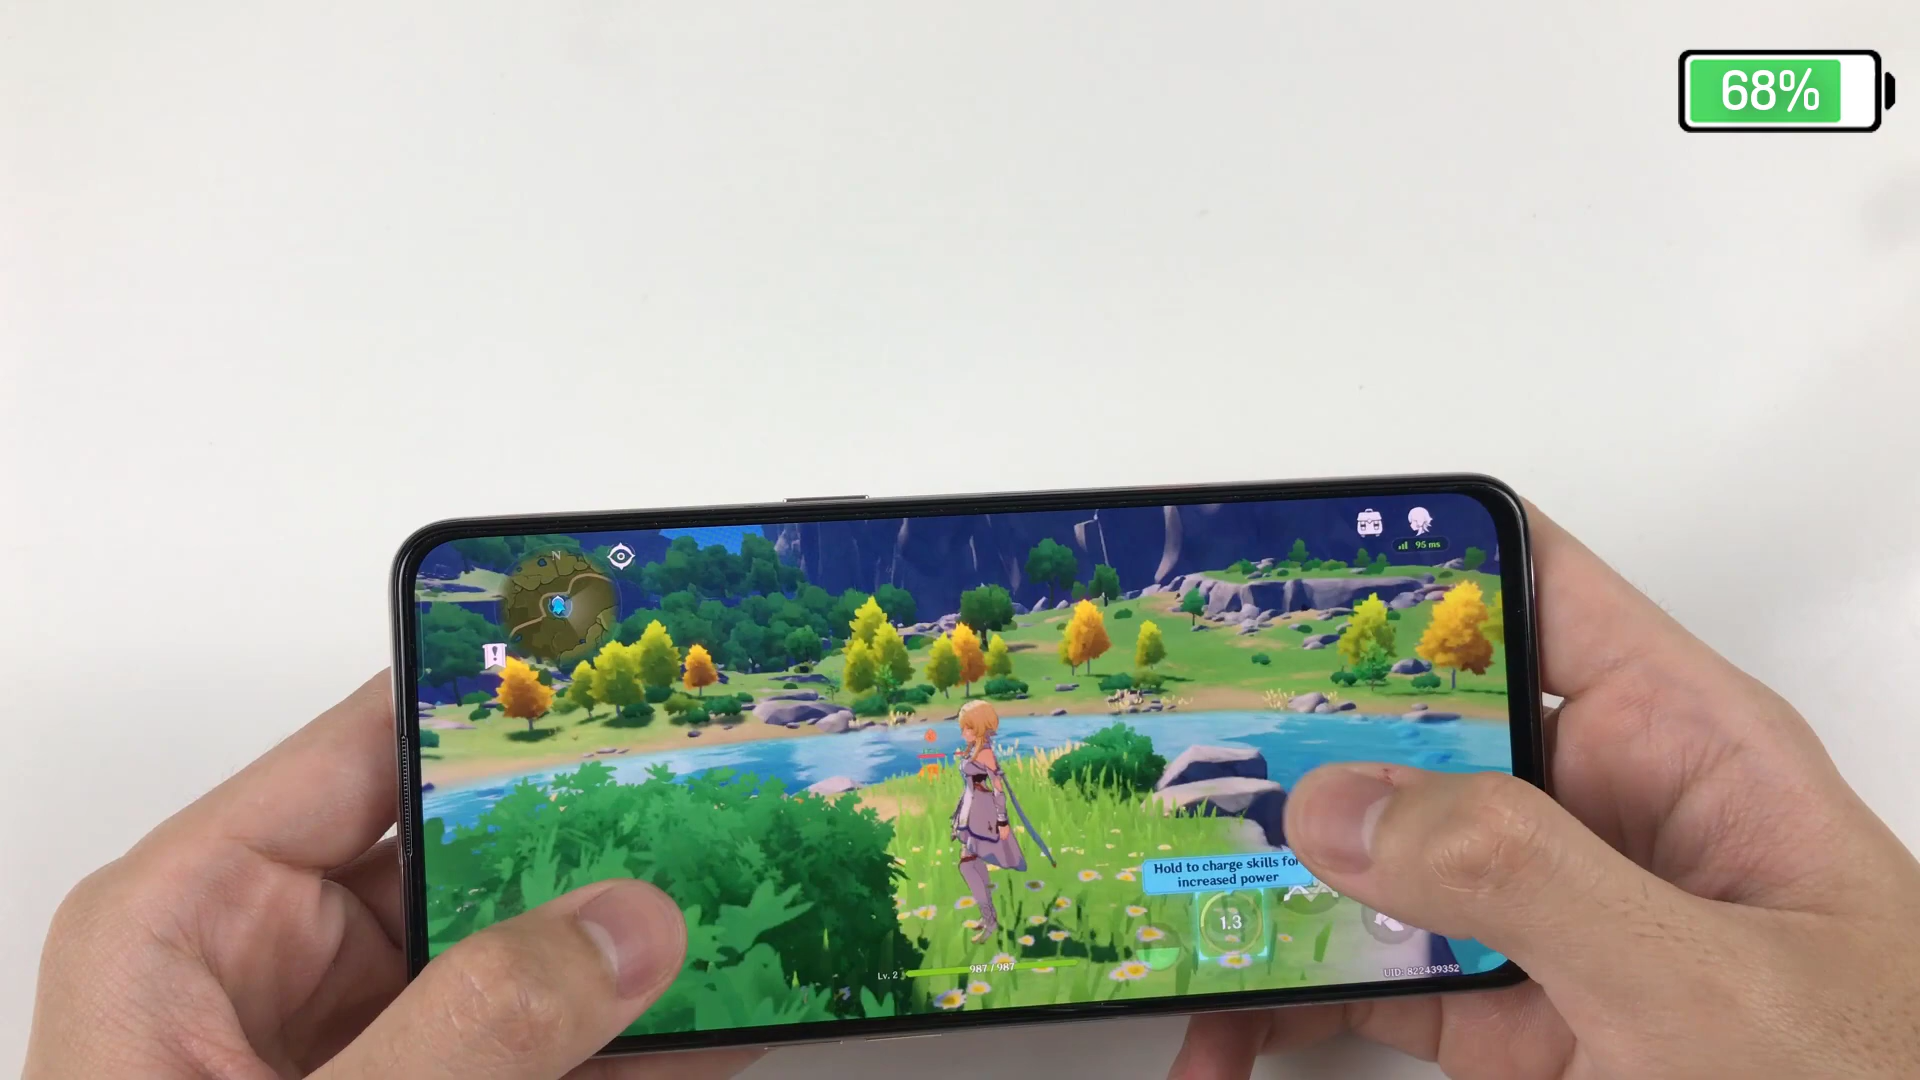 68%
N
95 ms
Hold to charge skills for
increased power
1.3
Lv. 2
987 / 987
UID: 822439352